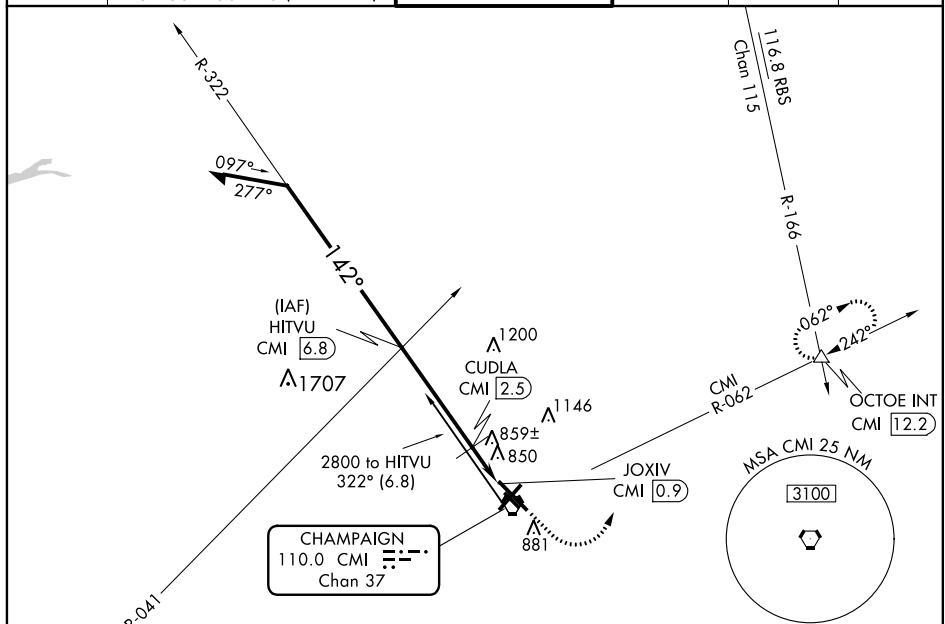 R-322
116.8 RBS
Chan 115
097°
277°
R-166
142°
(IAF)
HITVU
CMI 6.8
1707
1200
CUDLA
CMI 2.5
1146
859±
850
062°
242°
CMI
R-062
OCTOE INT
CMI 12.2
2800 to HITVU
322° (6.8)
JOXIV
CMI 0.9
MSA CMI 25 NM
3100
CHAMPAIGN
110.0 CMI
Chan 37
881
R-041